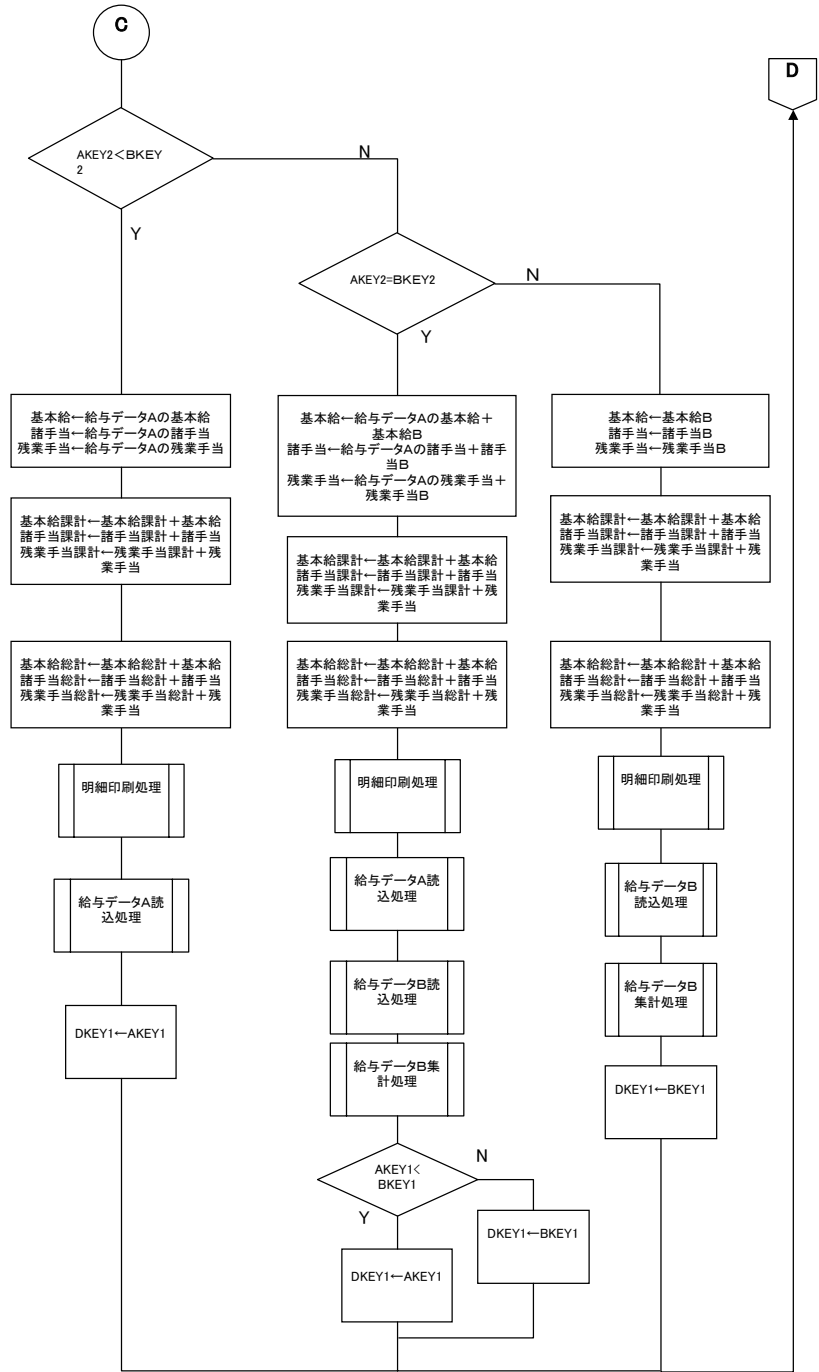 C
D
AKEY2<BKEY
2
N
Y
AKEY2=BKEY2
N
Y
基本給←給与データAの基本給
諸手当←給与データAの諸手当
残業手当←給与データAの残業手当
基本給課計←基本給課計+基本給
諸手当課計←諸手当課計+諸手当
残業手当課計←残業手当課計+残
業手当
基本給総計←基本給総計+基本給
諸手当総計←諸手当総計+諸手当
残業手当総計←残業手当総計+残
業手当
明細印刷処理
給与データA読
込処理
DKEY1←AKEY1
基本給←給与データAの基本給+
基本給B
諸手当←給与データAの諸手当+諸手
当B
残業手当←給与データAの残業手当+
残業手当B
基本給課計←基本給課計+基本給
諸手当課計←諸手当課計+諸手当
残業手当課計←残業手当課計+残
業手当
基本給総計←基本給総計+基本給
諸手当総計←諸手当総計+諸手当
残業手当総計←残業手当総計+残
業手当
明細印刷処理
給与データA読
込処理
給与データB読
込処理
給与データB集
計処理
AKEY1<
BKEY1
N
Y
DKEY1←BKEY1
DKEY1←AKEY1
基本給←基本給B
諸手当←諸手当B
残業手当←残業手当B
基本給課計←基本給課計+基本給
諸手当課計←諸手当課計+諸手当
残業手当課計←残業手当課計+残
業手当
基本給総計←基本給総計+基本給
諸手当総計←諸手当総計+諸手当
残業手当総計←残業手当総計+残
業手当
明細印刷処理
給与データB
読込処理
給与データB
集計処理
DKEY1←BKEY1